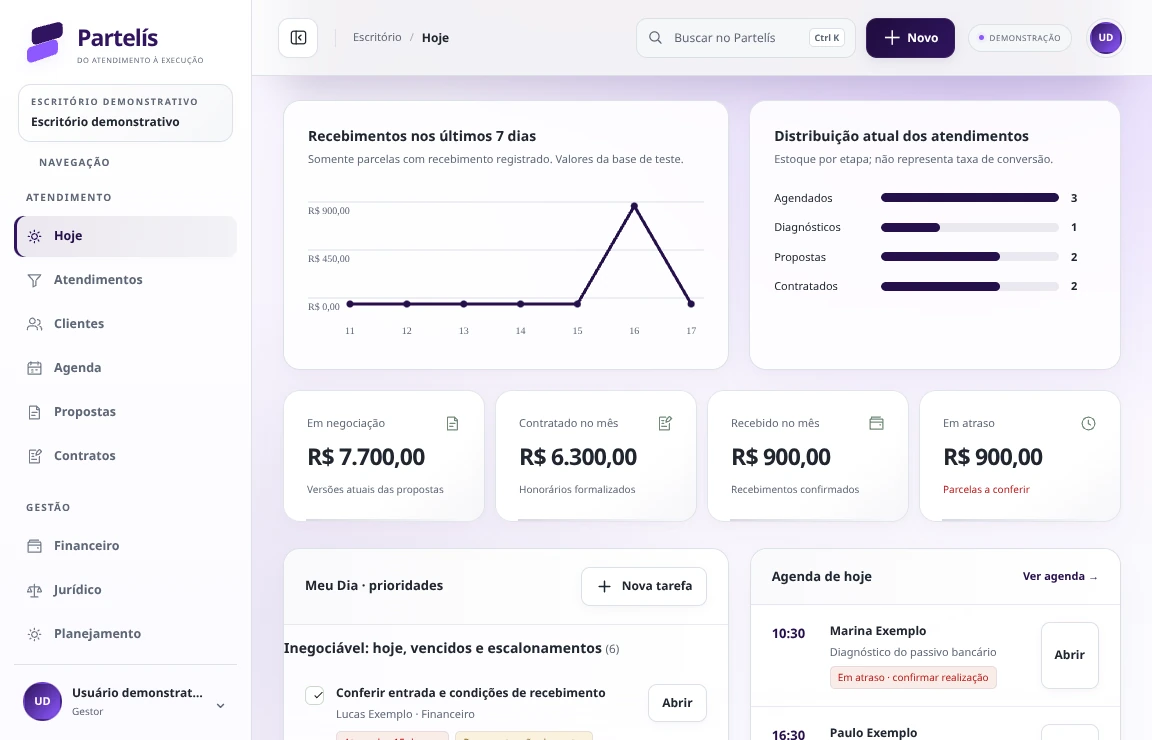 Partelís
DO ATENDIMENTO À EXECUÇÃO
ESCRITÓRIO DEMONSTRATIVO
Escritório demonstrativo
NAVEGAÇÃO
ATENDIMENTO
Hoje
Atendimentos
Clientes
Agenda
Propostas
Contratos
GESTÃO
Financeiro
Jurídico
Planejamento
UD
Usuário demonstrat...
Gestor
Escritório / Hoje
Buscar no Partelís
Ctrl K
Novo
DEMONSTRAÇÃO
UD
Recebimentos nos últimos 7 dias
Somente parcelas com recebimento registrado. Valores da base de teste.
R$ 900,00
R$ 450,00
R$ 0,00
11 12 13 14 15 16 17
Distribuição atual dos atendimentos
Estoque por etapa; não representa taxa de conversão.
Agendados 3
Diagnósticos 1
Propostas 2
Contratados 2
Em negociação
R$ 7.700,00
Versões atuais das propostas
Contratado no mês
R$ 6.300,00
Honorários formalizados
Recebido no mês
R$ 900,00
Recebimentos confirmados
Em atraso
R$ 900,00
Parcelas a conferir
Meu Dia · prioridades
Nova tarefa
Inegociável: hoje, vencidos e escalonamentos (6)
Conferir entrada e condições de recebimento
Lucas Exemplo · Financeiro
Abrir
Agenda de hoje
Ver agenda →
10:30
Marina Exemplo
Diagnóstico do passivo bancário
Em atraso · confirmar realização
Abrir
16:30
Paulo Exemplo